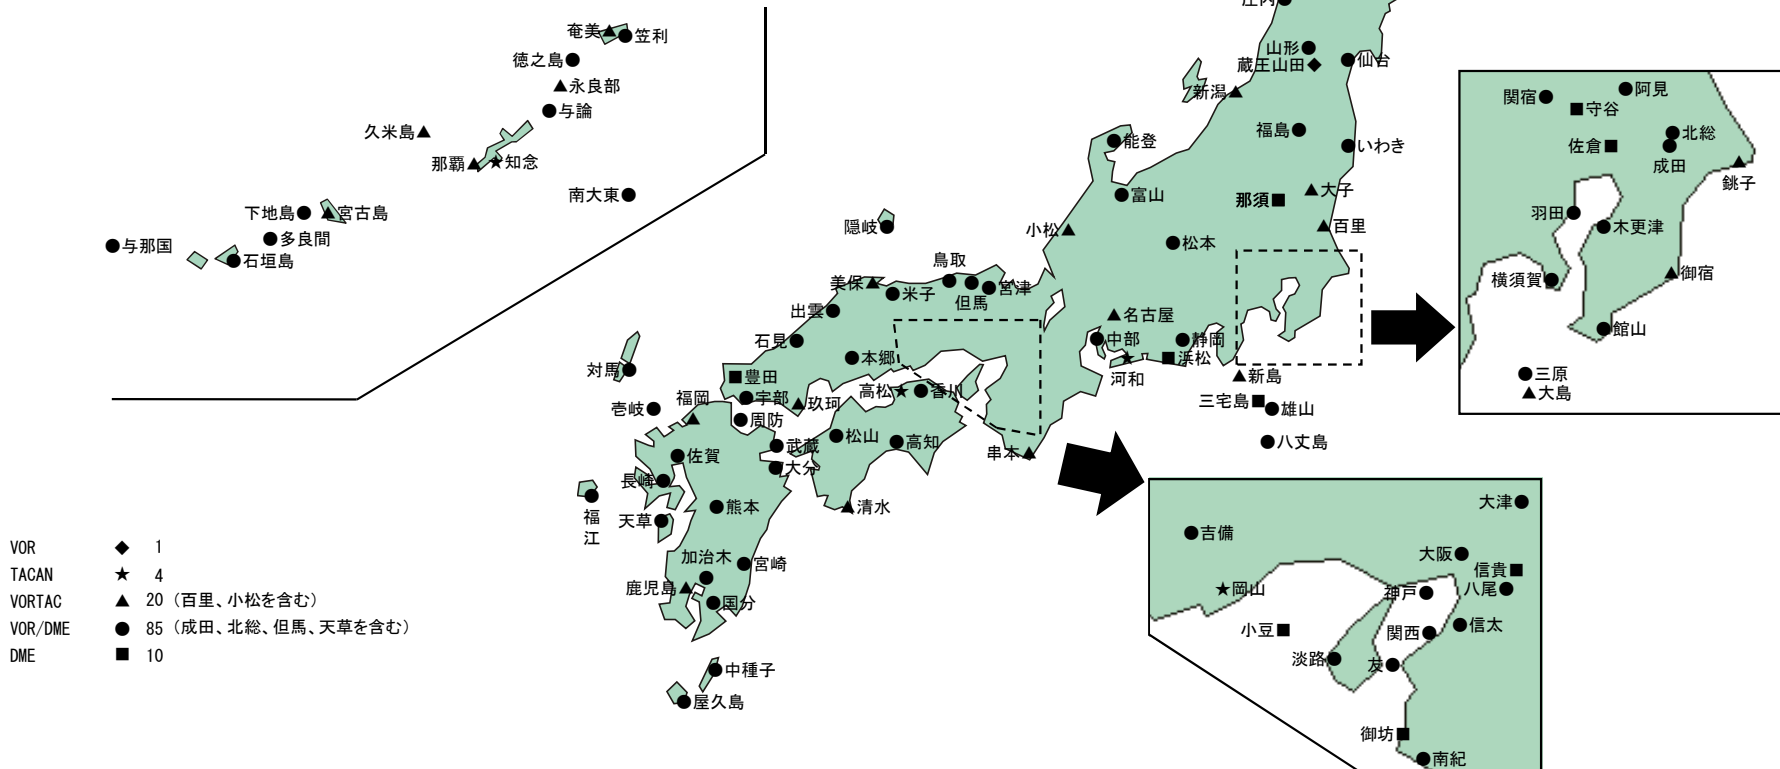 庄内
山形
仙台
蔵王山田
新潟
福島
いわき
能登
富山
那須
大子
百里
小松
松本
隠岐
鳥取
美保
米子
但馬
宮津
出雲
石見
本郷
名古屋
中部
静岡
浜松
河和
新島
三宅島
雄山
八丈島
対馬
豊田
宇部
玖珂
高松
香川
壱岐
福岡
周防
武蔵
大分
松山
高知
串本
佐賀
長崎
熊本
清水
福江
天草
加治木
宮崎
鹿児島
国分
中種子
屋久島
奄美
笠利
徳之島
永良部
与論
久米島
那覇
知念
南大東
下地島
宮古島
多良間
与那国
石垣島
関宿
阿見
守谷
北総
佐倉
成田
銚子
羽田
木更津
横須賀
御宿
館山
三原
大島
大津
吉備
大阪
信貴
岡山
神戸
八尾
小豆
関西
信太
淡路
友
御坊
南紀
VOR ◆ 1
TACAN ★ 4
VORTAC ▲ 20 (百里、小松を含む)
VOR/DME ● 85 (成田、北総、但馬、天草を含む)
DME ■ 10